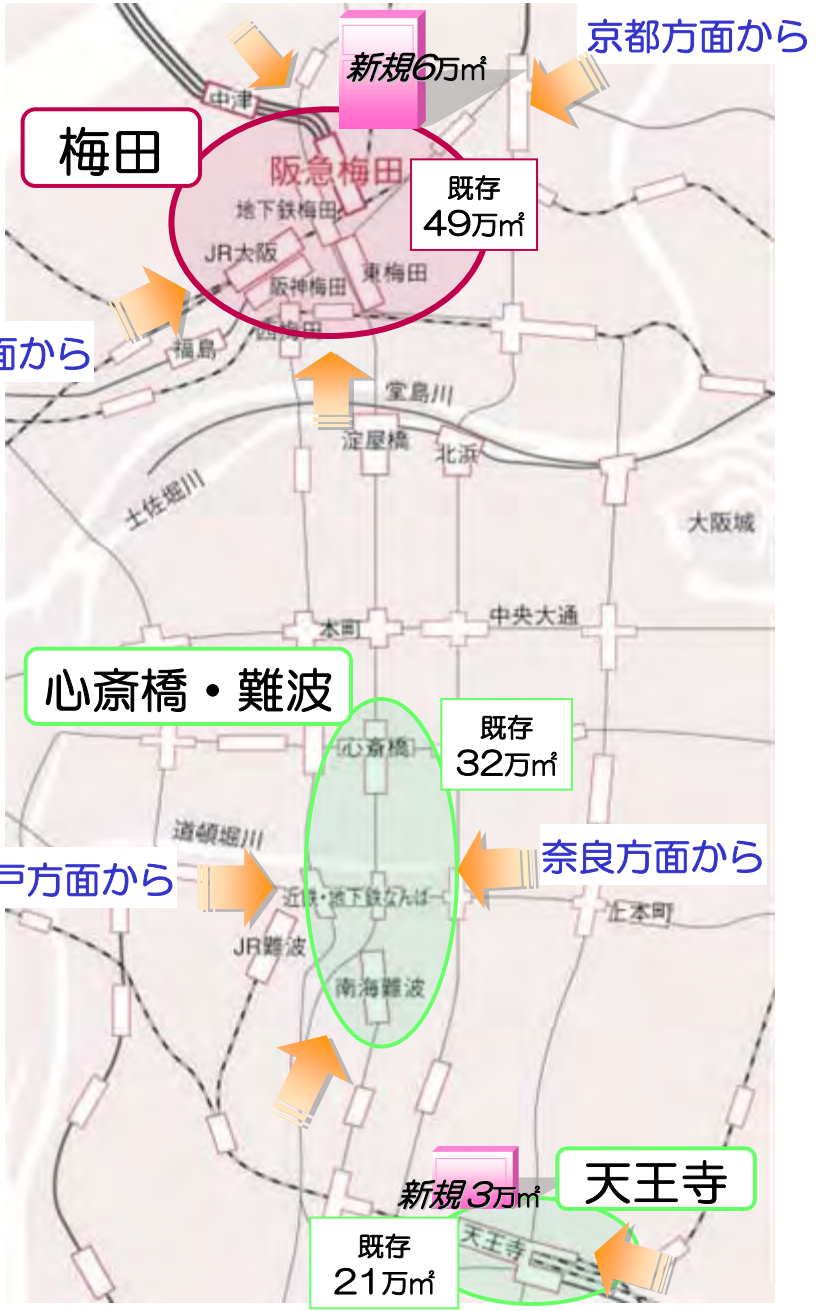 京都方面から
新規6万㎡
中津
梅田
阪急梅田
既存
49万㎡
地下鉄梅田
JR大阪
東梅田
阪神梅田
西梅田
面から
福島
堂島川
淀屋橋
北浜
土佐堀川
大阪城
中央大通
本町
心斎橋・難波
既存
32万㎡
心斎橋
道頓堀川
奈良方面から
戸方面から
近鉄・地下鉄なんば
上本町
JR難波
南海難波
新規3万㎡
天王寺
既存
21万㎡
天王寺